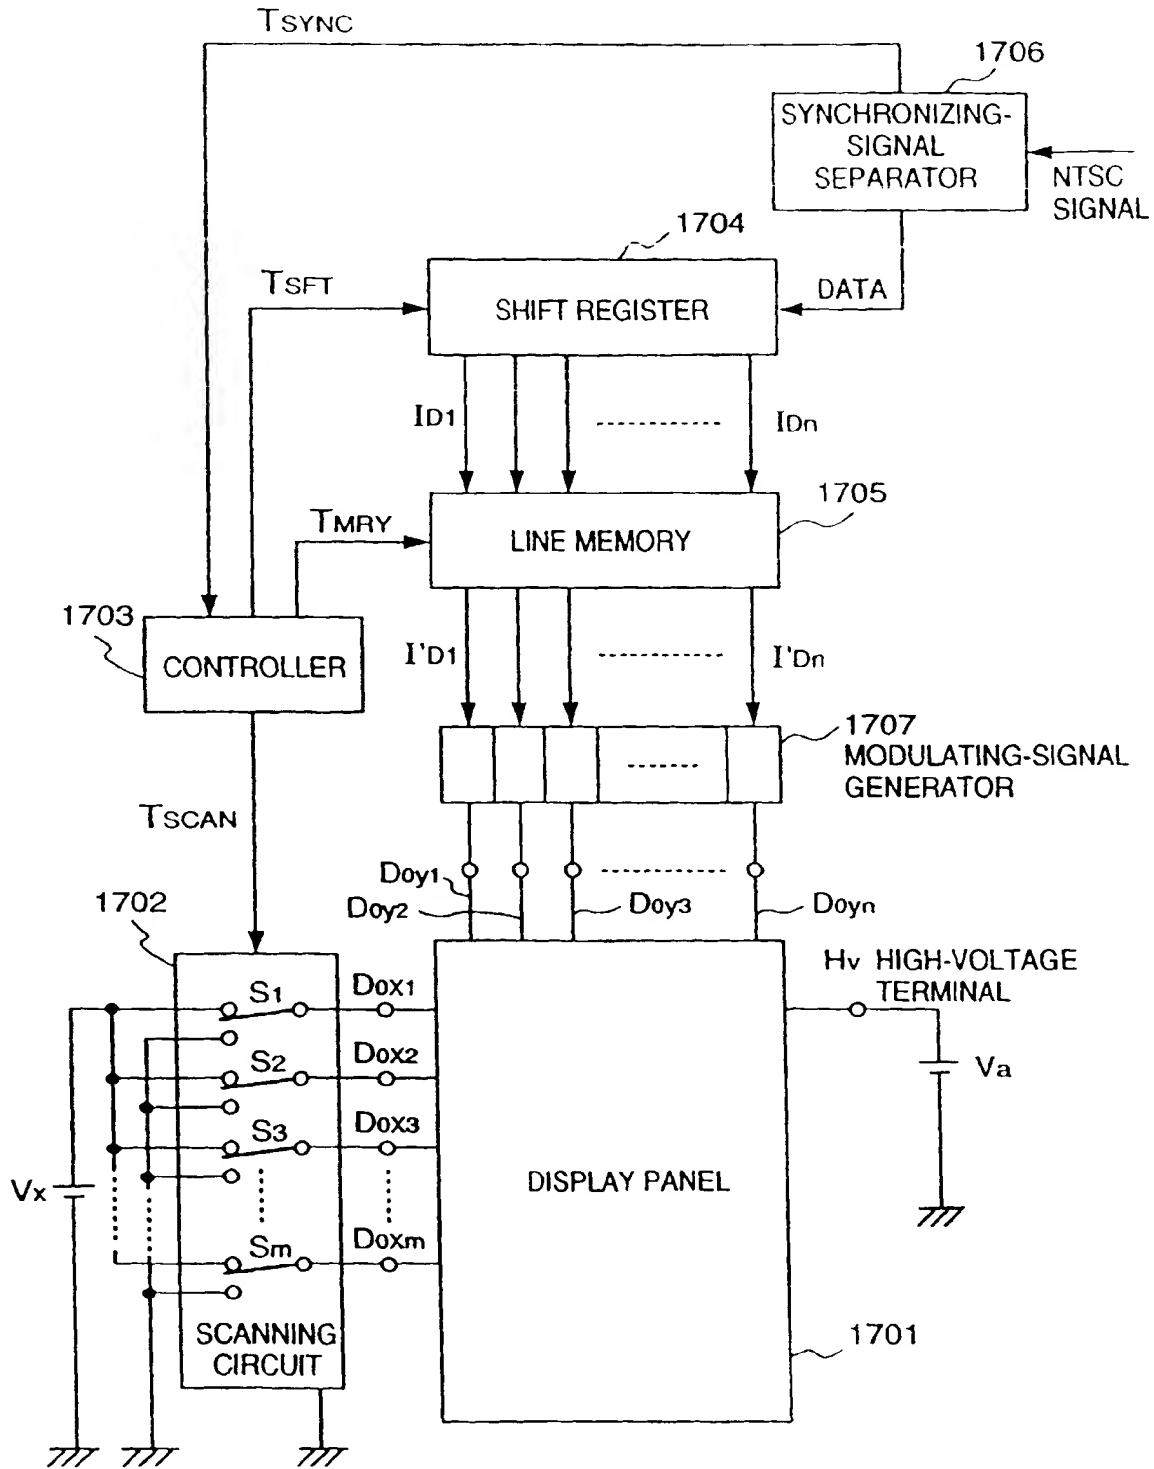 TSYNC
1706
SYNCHRONIZING-
SIGNAL
SEPARATOR
NTSC
SIGNAL
1704
TSFT
SHIFT REGISTER
DATA
ID1
IDn
1705
TMRY
LINE MEMORY
1703
CONTROLLER
I'D1
I'Dn
1707
MODULATING-SIGNAL
GENERATOR
TSCAN
Doy1
Doy2
Doy3
Doyn
1702
Hv HIGH-VOLTAGE
TERMINAL
S1
Dox1
S2
Dox2
Va
S3
Dox3
Vx
DISPLAY PANEL
Sm
Doxm
SCANNING
CIRCUIT
1701